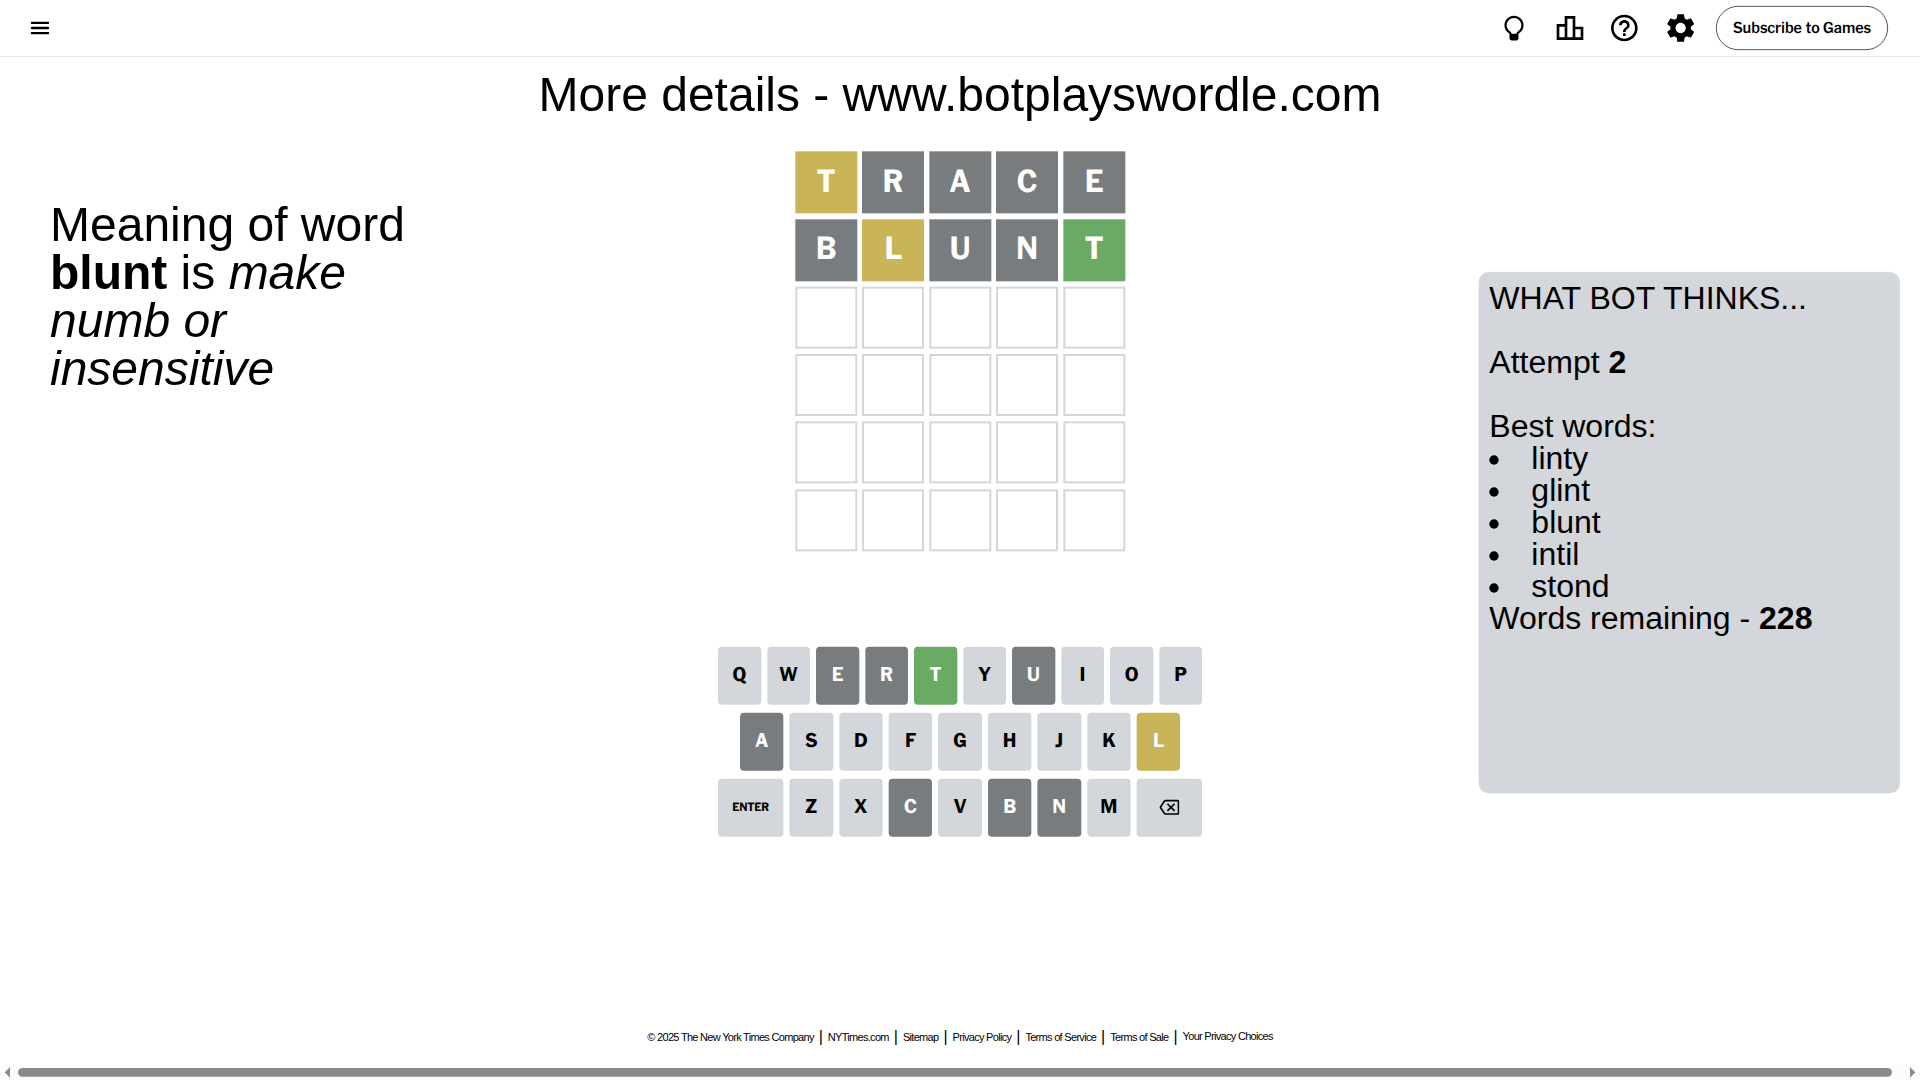 Subscribe to Games
More details - www.botplayswordle.com
Meaning of word
blunt is make
numb or
insensitive
T R A C E
B L U N T
WHAT BOT THINKS...
Attempt 2
Best words:
• linty
• glint
• blunt
• intil
• stond
Words remaining - 228
Q W E R T Y U I O P
A S D F G H J K L
ENTER Z X C V B N M
© 2025 The New York Times Company | NYTimes.com | Sitemap | Privacy Policy | Terms of Service | Terms of Sale | Your Privacy Choices